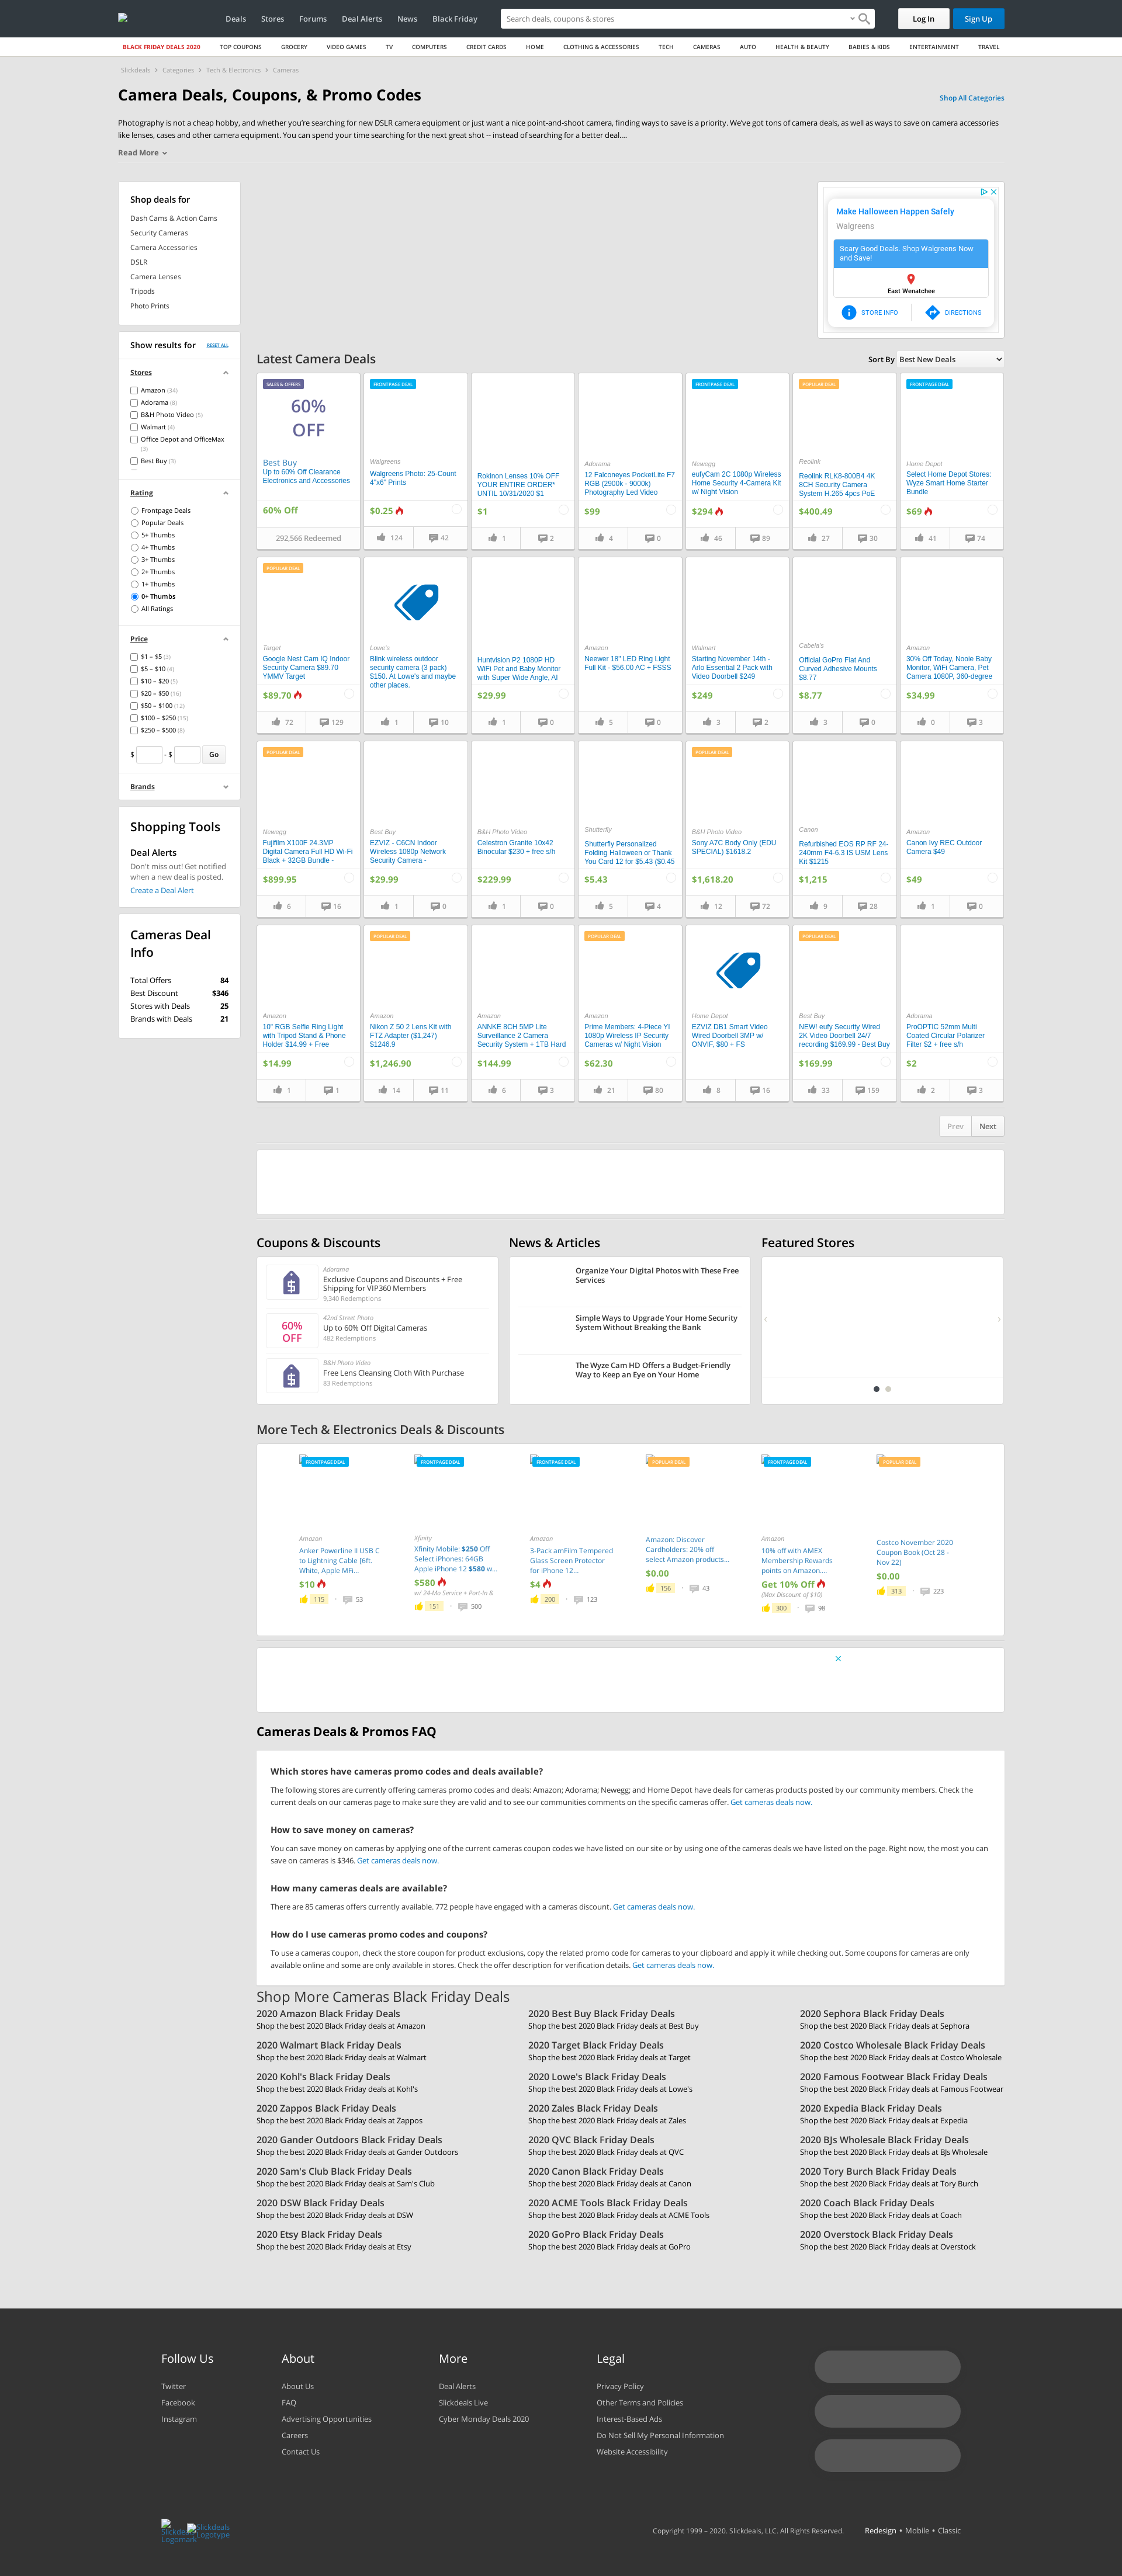 Deals Stores Forums Deal Alerts News Black Friday
Search deals, coupons & stores
Log In
Sign Up
BLACK FRIDAY DEALS 2020 TOP COUPONS GROCERY VIDEO GAMES TV COMPUTERS CREDIT CARDS HOME CLOTHING & ACCESSORIES TECH CAMERAS AUTO HEALTH & BEAUTY BABIES & KIDS ENTERTAINMENT TRAVEL
Slickdeals > Categories > Tech & Electronics > Cameras
Camera Deals, Coupons, & Promo Codes
Shop All Categories
Photography is not a cheap hobby, and whether you're searching for new DSLR camera equipment or just want a nice point-and-shoot camera, finding ways to save is a priority. We've got tons of camera deals, as well as ways to save on camera accessories
like lenses, cases and other camera equipment. You can spend your time searching for the next great shot -- instead of searching for a better deal....
Read More
Shop deals for
Dash Cams & Action Cams
Security Cameras
Camera Accessories
DSLR
Camera Lenses
Tripods
Photo Prints
Show results for
RESET ALL
Stores
Amazon (34)
Adorama (8)
B&H Photo Video (5)
Walmart (4)
Office Depot and OfficeMax
(3)
Best Buy (3)
Rating
Frontpage Deals
Popular Deals
5+ Thumbs
4+ Thumbs
3+ Thumbs
2+ Thumbs
1+ Thumbs
0+ Thumbs
All Ratings
Price
$1 – $5 (3)
$5 – $10 (4)
$10 – $20 (5)
$20 – $50 (16)
$50 – $100 (12)
$100 – $250 (15)
$250 – $500 (8)
$ - $ Go
Brands
Shopping Tools
Deal Alerts
Don't miss out! Get notified
when a new deal is posted.
Create a Deal Alert
Cameras Deal
Info
Total Offers 84
Best Discount $346
Stores with Deals 25
Brands with Deals 21
Make Halloween Happen Safely
Walgreens
Scary Good Deals. Shop Walgreens Now
and Save!
East Wenatchee
STORE INFO
DIRECTIONS
Latest Camera Deals
Sort By Best New Deals
SALES & OFFERS
60%
OFF
Best Buy
Up to 60% Off Clearance
Electronics and Accessories
60% Off
292,566 Redeemed
FRONTPAGE DEAL
Walgreens
Walgreens Photo: 25-Count
4"x6" Prints
$0.25
124 42
Rokinon Lenses 10% OFF
YOUR ENTIRE ORDER*
UNTIL 10/31/2020 $1
$1
1 2
Adorama
12 Falconeyes PocketLite F7
RGB (2900k - 9000k)
Photography Led Video
$99
4 0
FRONTPAGE DEAL
Newegg
eufyCam 2C 1080p Wireless
Home Security 4-Camera Kit
w/ Night Vision
$294
46 89
POPULAR DEAL
Reolink
Reolink RLK8-800B4 4K
8CH Security Camera
System H.265 4pcs PoE
$400.49
27 30
FRONTPAGE DEAL
Home Depot
Select Home Depot Stores:
Wyze Smart Home Starter
Bundle
$69
41 74
POPULAR DEAL
Target
Google Nest Cam IQ Indoor
Security Camera $89.70
YMMV Target
$89.70
72 129
Lowe's
Blink wireless outdoor
security camera (3 pack)
$150. At Lowe's and maybe
other places.
1 10
Huntvision P2 1080P HD
WiFi Pet and Baby Monitor
with Super Wide Angle, AI
$29.99
1 0
Amazon
Neewer 18" LED Ring Light
Full Kit - $56.00 AC + FSSS
5 0
Walmart
Starting November 14th -
Arlo Essential 2 Pack with
Video Doorbell $249
$249
3 2
Cabela's
Official GoPro Flat And
Curved Adhesive Mounts
$8.77
$8.77
3 0
Amazon
30% Off Today, Nooie Baby
Monitor, WiFi Camera, Pet
Camera 1080P, 360-degree
$34.99
0 3
POPULAR DEAL
Newegg
Fujifilm X100F 24.3MP
Digital Camera Full HD Wi-Fi
Black + 32GB Bundle -
$899.95
6 16
Best Buy
EZVIZ - C6CN Indoor
Wireless 1080p Network
Security Camera -
$29.99
1 0
B&H Photo Video
Celestron Granite 10x42
Binocular $230 + free s/h
$229.99
1 0
Shutterfly
Shutterfly Personalized
Folding Halloween or Thank
You Card 12 for $5.43 ($0.45
$5.43
5 4
POPULAR DEAL
B&H Photo Video
Sony A7C Body Only (EDU
SPECIAL) $1618.2
$1,618.20
12 72
Canon
Refurbished EOS RP RF 24-
240mm F4-6.3 IS USM Lens
Kit $1215
$1,215
9 28
Amazon
Canon Ivy REC Outdoor
Camera $49
$49
1 0
Amazon
10" RGB Selfie Ring Light
with Tripod Stand & Phone
Holder $14.99 + Free
$14.99
1 1
POPULAR DEAL
Amazon
Nikon Z 50 2 Lens Kit with
FTZ Adapter ($1,247)
$1246.9
$1,246.90
14 11
Amazon
ANNKE 8CH 5MP Lite
Surveillance 2 Camera
Security System + 1TB Hard
$144.99
6 3
POPULAR DEAL
Amazon
Prime Members: 4-Piece YI
1080p Wireless IP Security
Cameras w/ Night Vision
$62.30
21 80
Home Depot
EZVIZ DB1 Smart Video
Wired Doorbell 3MP w/
ONVIF, $80 + FS
8 16
POPULAR DEAL
Best Buy
NEW! eufy Security Wired
2K Video Doorbell 24/7
recording $169.99 - Best Buy
$169.99
33 159
Adorama
ProOPTIC 52mm Multi
Coated Circular Polarizer
Filter $2 + free s/h
$2
2 3
Prev Next
Coupons & Discounts
Adorama
Exclusive Coupons and Discounts + Free
Shipping for VIP360 Members
9,340 Redemptions
60%
OFF
42nd Street Photo
Up to 60% Off Digital Cameras
482 Redemptions
B&H Photo Video
Free Lens Cleansing Cloth With Purchase
83 Redemptions
News & Articles
Organize Your Digital Photos with These Free
Services
Simple Ways to Upgrade Your Home Security
System Without Breaking the Bank
The Wyze Cam HD Offers a Budget-Friendly
Way to Keep an Eye on Your Home
Featured Stores
More Tech & Electronics Deals & Discounts
FRONTPAGE DEAL
Amazon
Anker Powerline II USB C
to Lightning Cable [6ft.
White, Apple MFi...
$10
115 · 53
FRONTPAGE DEAL
Xfinity
Xfinity Mobile: $250 Off
Select iPhones: 64GB
Apple iPhone 12 $580 w...
$580
w/ 24-Mo Service + Port-In &
151 · 500
FRONTPAGE DEAL
Amazon
3-Pack amFilm Tempered
Glass Screen Protector
for iPhone 12...
$4
200 · 123
POPULAR DEAL
Amazon: Discover
Cardholders: 20% off
select Amazon products...
$0.00
156 · 43
FRONTPAGE DEAL
Amazon
10% off with AMEX
Membership Rewards
points on Amazon....
Get 10% Off
(Max Discount of $10)
300 · 98
POPULAR DEAL
Costco November 2020
Coupon Book (Oct 28 -
Nov 22)
$0.00
313 · 223
Cameras Deals & Promos FAQ
Which stores have cameras promo codes and deals available?
The following stores are currently offering cameras promo codes and deals: Amazon; Adorama; Newegg; and Home Depot have deals for cameras products posted by our community members. Check the
current deals on our cameras page to make sure they are valid and to see our communities comments on the specific cameras offer. Get cameras deals now.
How to save money on cameras?
You can save money on cameras by applying one of the current cameras coupon codes we have listed on our site or by using one of the cameras deals we have listed on the page. Right now, the most you can
save on cameras is $346. Get cameras deals now.
How many cameras deals are available?
There are 85 cameras offers currently available. 772 people have engaged with a cameras discount. Get cameras deals now.
How do I use cameras promo codes and coupons?
To use a cameras coupon, check the store coupon for product exclusions, copy the related promo code for cameras to your clipboard and apply it while checking out. Some coupons for cameras are only
available online and some are only available in stores. Check the offer description for verification details. Get cameras deals now.
Shop More Cameras Black Friday Deals
2020 Amazon Black Friday Deals
Shop the best 2020 Black Friday deals at Amazon
2020 Best Buy Black Friday Deals
Shop the best 2020 Black Friday deals at Best Buy
2020 Sephora Black Friday Deals
Shop the best 2020 Black Friday deals at Sephora
2020 Walmart Black Friday Deals
Shop the best 2020 Black Friday deals at Walmart
2020 Target Black Friday Deals
Shop the best 2020 Black Friday deals at Target
2020 Costco Wholesale Black Friday Deals
Shop the best 2020 Black Friday deals at Costco Wholesale
2020 Kohl's Black Friday Deals
Shop the best 2020 Black Friday deals at Kohl's
2020 Lowe's Black Friday Deals
Shop the best 2020 Black Friday deals at Lowe's
2020 Famous Footwear Black Friday Deals
Shop the best 2020 Black Friday deals at Famous Footwear
2020 Zappos Black Friday Deals
Shop the best 2020 Black Friday deals at Zappos
2020 Zales Black Friday Deals
Shop the best 2020 Black Friday deals at Zales
2020 Expedia Black Friday Deals
Shop the best 2020 Black Friday deals at Expedia
2020 Gander Outdoors Black Friday Deals
Shop the best 2020 Black Friday deals at Gander Outdoors
2020 QVC Black Friday Deals
Shop the best 2020 Black Friday deals at QVC
2020 BJs Wholesale Black Friday Deals
Shop the best 2020 Black Friday deals at BJs Wholesale
2020 Sam's Club Black Friday Deals
Shop the best 2020 Black Friday deals at Sam's Club
2020 Canon Black Friday Deals
Shop the best 2020 Black Friday deals at Canon
2020 Tory Burch Black Friday Deals
Shop the best 2020 Black Friday deals at Tory Burch
2020 DSW Black Friday Deals
Shop the best 2020 Black Friday deals at DSW
2020 ACME Tools Black Friday Deals
Shop the best 2020 Black Friday deals at ACME Tools
2020 Coach Black Friday Deals
Shop the best 2020 Black Friday deals at Coach
2020 Etsy Black Friday Deals
Shop the best 2020 Black Friday deals at Etsy
2020 GoPro Black Friday Deals
Shop the best 2020 Black Friday deals at GoPro
2020 Overstock Black Friday Deals
Shop the best 2020 Black Friday deals at Overstock
Follow Us
Twitter
Facebook
Instagram
About
About Us
FAQ
Advertising Opportunities
Careers
Contact Us
More
Deal Alerts
Slickdeals Live
Cyber Monday Deals 2020
Legal
Privacy Policy
Other Terms and Policies
Interest-Based Ads
Do Not Sell My Personal Information
Website Accessibility
Slickdeals
Logomark
Slickdeals
Logotype
Copyright 1999 – 2020. Slickdeals, LLC. All Rights Reserved.
Redesign • Mobile • Classic